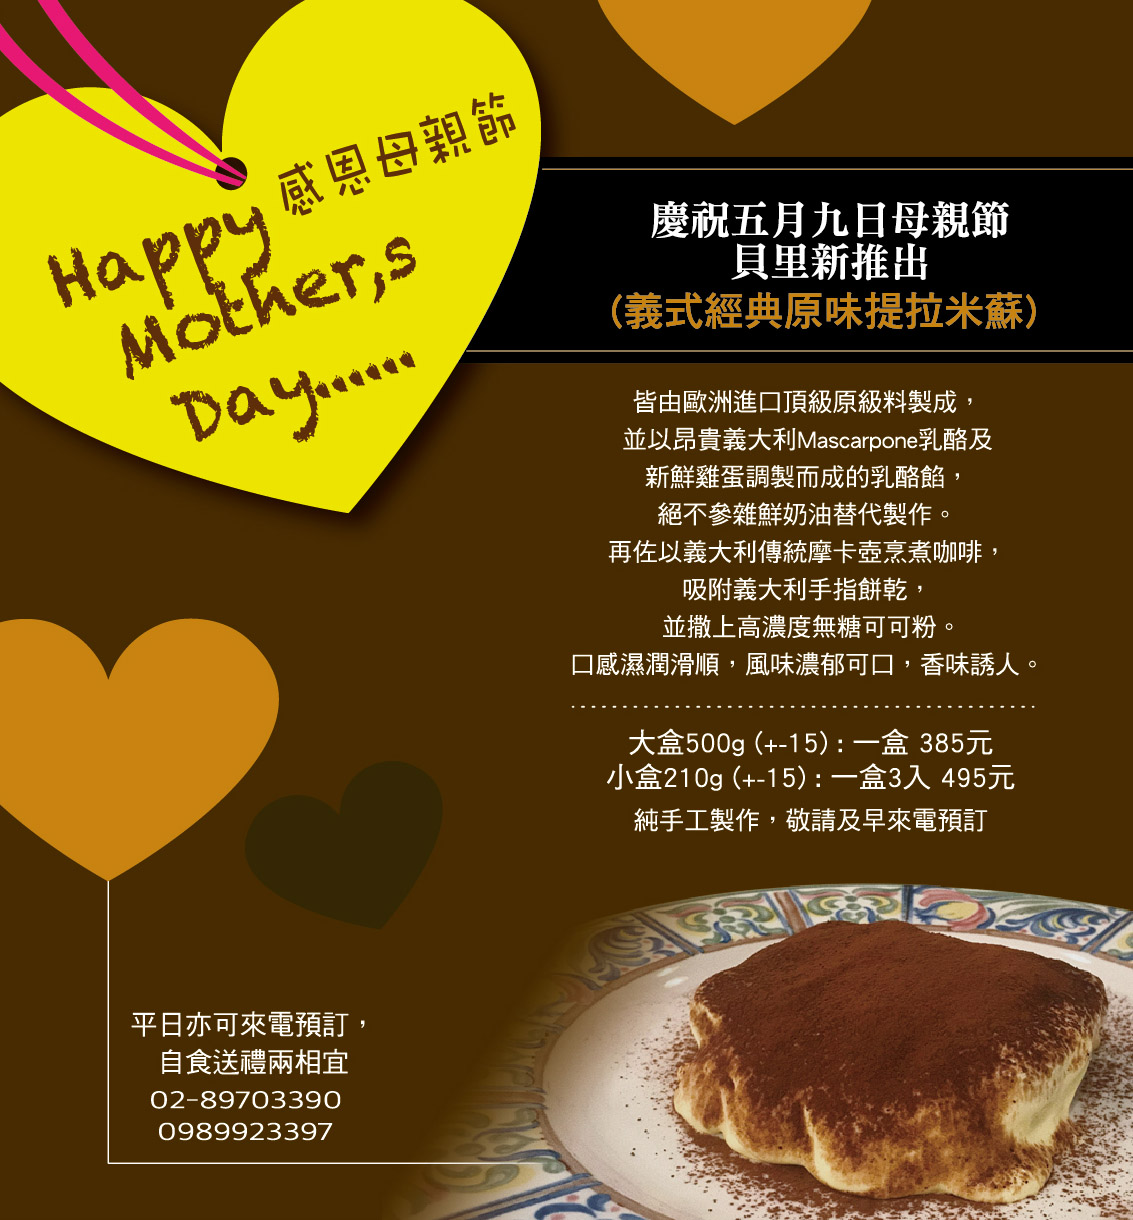 感恩母親節
Happy
Mother,s
Day......
慶祝五月九日母親節
貝里新推出
(義式經典原味提拉米蘇)
皆由歐洲進口頂級原級料製成，
並以昂貴義大利Mascarpone乳酪及
新鮮雞蛋調製而成的乳酪餡，
絕不參雜鮮奶油替代製作。
再佐以義大利傳統摩卡壺烹煮咖啡，
吸附義大利手指餅乾，
並撒上高濃度無糖可可粉。
口感濕潤滑順，風味濃郁可口，香味誘人。
大盒500g (+-15) : 一盒 385元
小盒210g (+-15) : 一盒3入 495元
純手工製作，敬請及早來電預訂
平日亦可來電預訂，
自食送禮兩相宜
02-89703390
0989923397